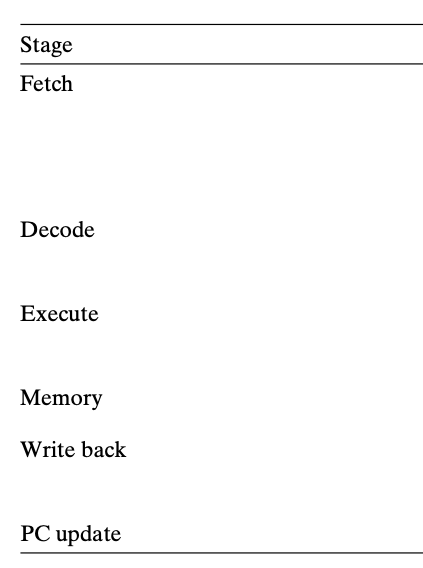 Stage
Fetch
Decode
Execute
Memory
Write back
PC update